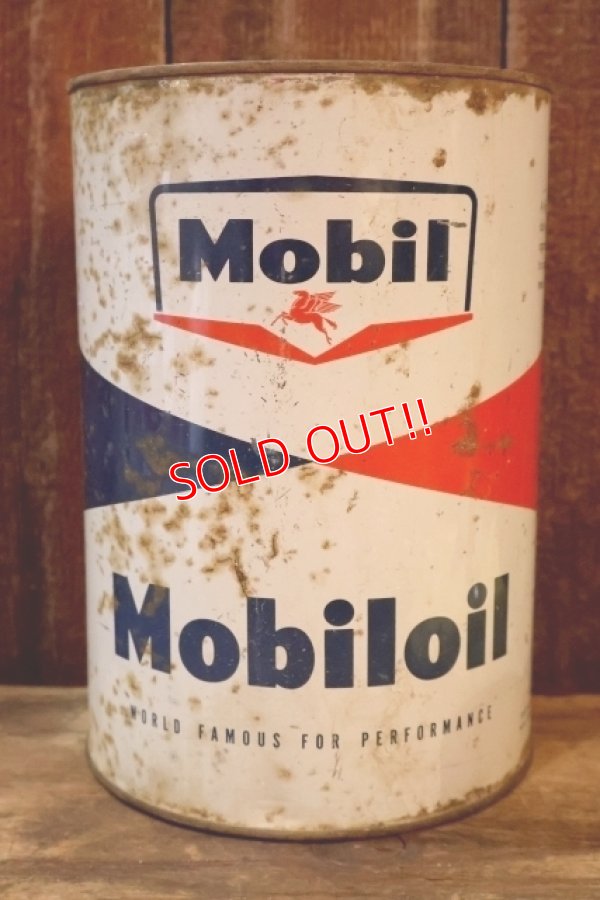 Mobil
SOLD OUT!!
Mobiloil
WORLD FAMOUS FOR PERFORMANCE